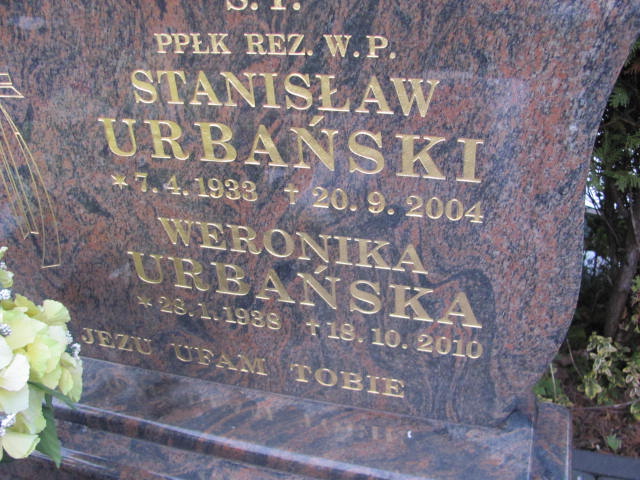 Ś.P.
PPŁK REZ. W.P.
STANISŁAW
URBAŃSKI
* 7.4.1933 † 20.9.2004
WERONIKA
URBAŃSKA
* 28.1.1938 † 18.10.2010
JEZU UFAM TOBIE